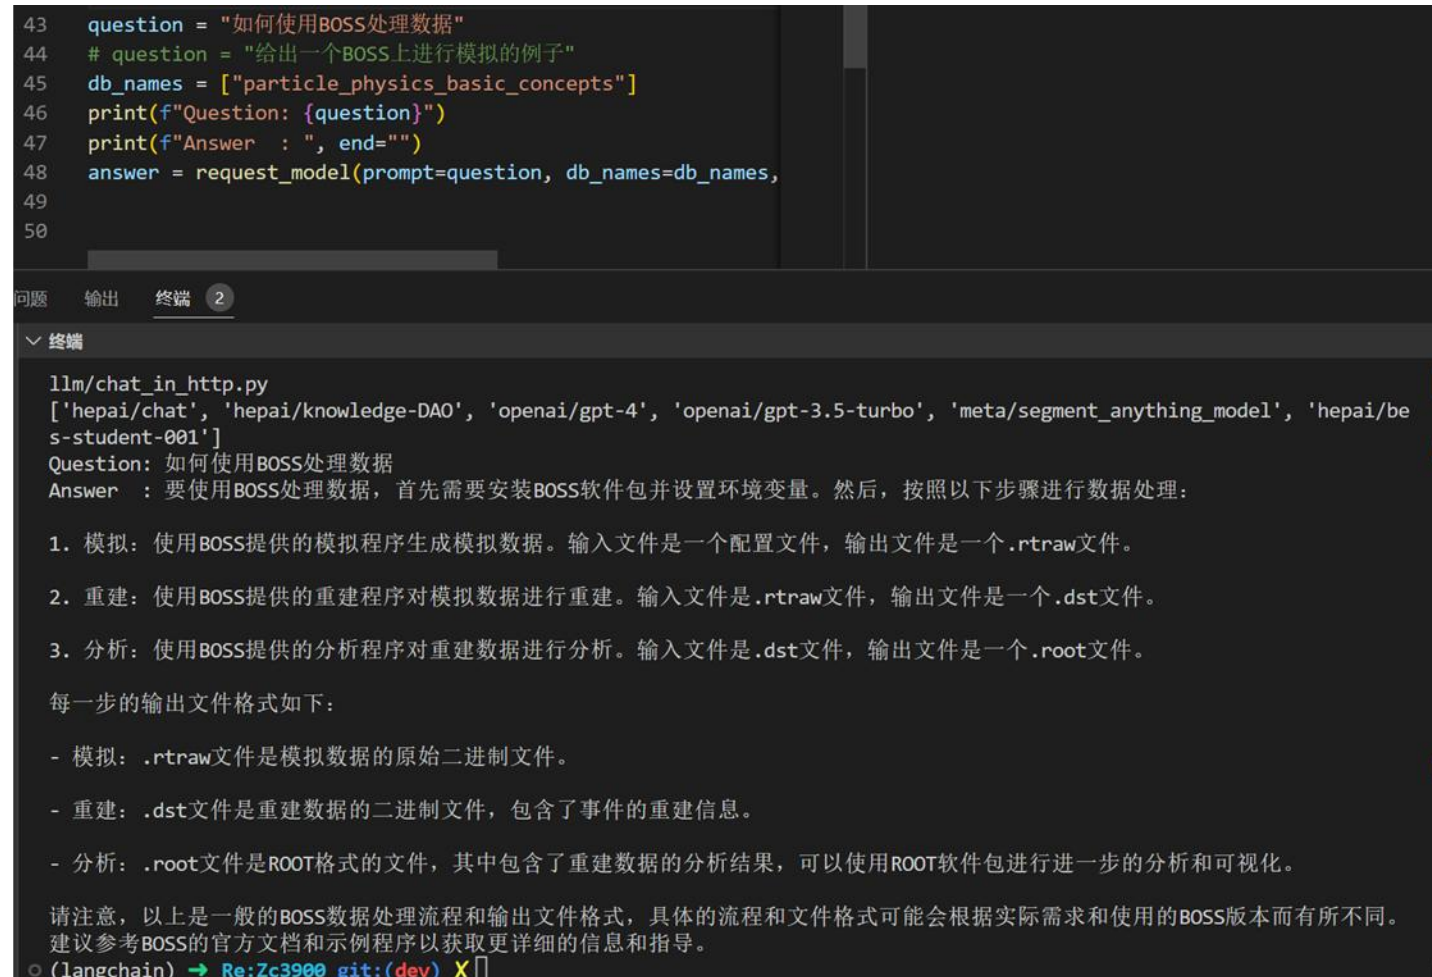 43 question = "如何使用BOSS处理数据"
44 # question = "给出一个BOSS上进行模拟的例子"
45 db_names = ["particle_physics_basic_concepts"]
46 print(f"Question: {question}")
47 print(f"Answer  : ", end="")
48 answer = request_model(prompt=question, db_names=db_names,
49
50
问题 输出 终端 2
终端
llm/chat_in_http.py
['hepai/chat', 'hepai/knowledge-DAO', 'openai/gpt-4', 'openai/gpt-3.5-turbo', 'meta/segment_anything_model', 'hepai/be
s-student-001']
Question: 如何使用BOSS处理数据
Answer  : 要使用BOSS处理数据，首先需要安装BOSS软件包并设置环境变量。然后，按照以下步骤进行数据处理：
1. 模拟：使用BOSS提供的模拟程序生成模拟数据。输入文件是一个配置文件，输出文件是一个.rtraw文件。
2. 重建：使用BOSS提供的重建程序对模拟数据进行重建。输入文件是.rtraw文件，输出文件是一个.dst文件。
3. 分析：使用BOSS提供的分析程序对重建数据进行分析。输入文件是.dst文件，输出文件是一个.root文件。
每一步的输出文件格式如下：
- 模拟：.rtraw文件是模拟数据的原始二进制文件。
- 重建：.dst文件是重建数据的二进制文件，包含了事件的重建信息。
- 分析：.root文件是ROOT格式的文件，其中包含了重建数据的分析结果，可以使用ROOT软件包进行进一步的分析和可视化。
请注意，以上是一般的BOSS数据处理流程和输出文件格式，具体的流程和文件格式可能会根据实际需求和使用的BOSS版本而有所不同。
建议参考BOSS的官方文档和示例程序以获取更详细的信息和指导。
(langchain) ➜ Re:Zc3900 git:(dev) ✗